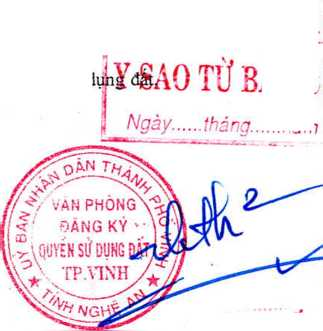 lụng đất.
Y SAO TỪ B
Ngày......tháng.........
ỦY BAN NHÂN DÂN THÀNH PHỐ
VĂN PHÒNG
ĐĂNG KÝ
QUYỀN SỬ DỤNG ĐẤT
TP.VINH
TỈNH NGHỆ AN